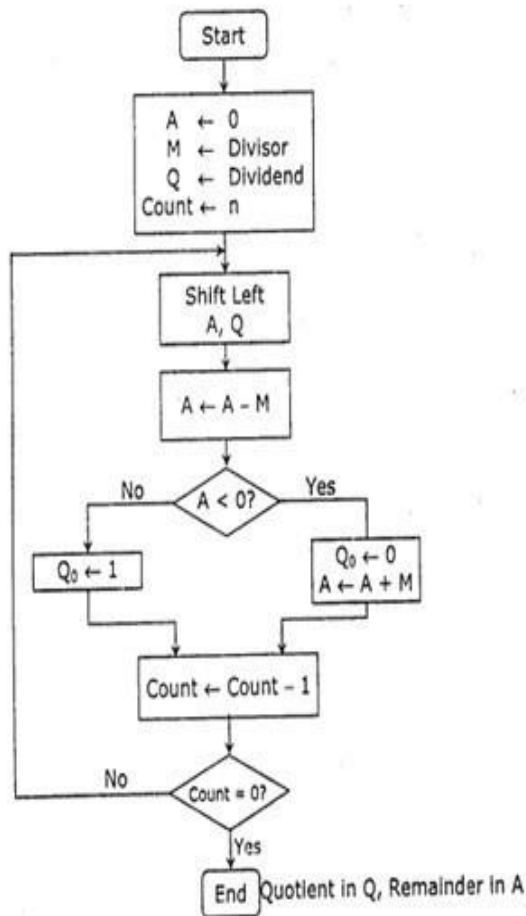 Start
A ← 0
M ← Divisor
Q ← Dividend
Count ← n
Shift Left
A, Q
A ← A – M
A < 0?
No
Yes
Q₀ ← 1
Q₀ ← 0
A ← A + M
Count ← Count – 1
Count = 0?
No
Yes
End
Quotient in Q, Remainder in A